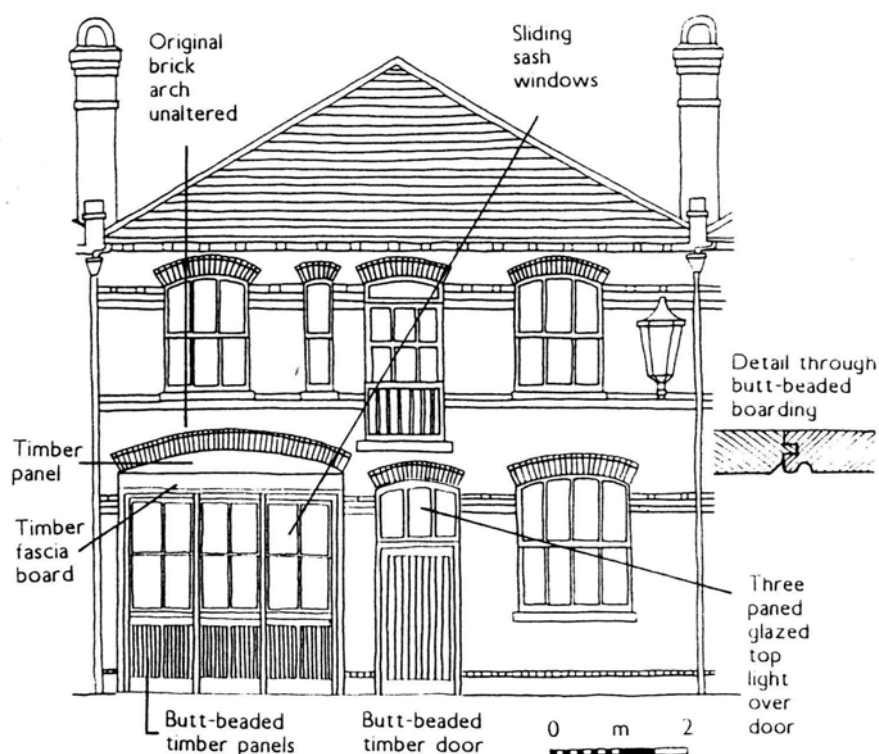 Original
brick
arch
unaltered
Sliding
sash
windows
Detail through
butt-beaded
boarding
Timber
panel
Timber
fascia
board
Three
paned
glazed
top
light
over
door
Butt-beaded
timber panels
Butt-beaded
timber door
0 m 2